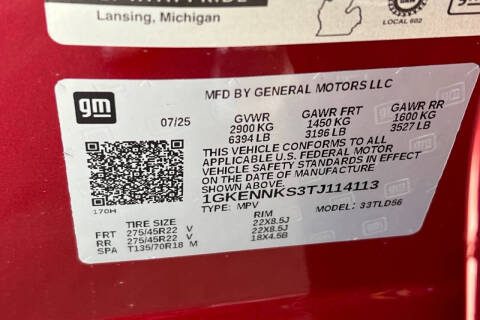 Lansing, Michigan
LOCAL 602
gm
MFD BY GENERAL MOTORS LLC
07/25 GVWR GAWR FRT GAWR RR
2900 KG 1450 KG 1600 KG
6394 LB 3196 LB 3527 LB
THIS VEHICLE CONFORMS TO ALL
APPLICABLE U.S. FEDERAL MOTOR
VEHICLE SAFETY STANDARDS IN EFFECT
ON THE DATE OF MANUFACTURE
SHOWN ABOVE.
1GKENNKS3TJ114113
170H TYPE: MPV MODEL: 33TLD56
TIRE SIZE RIM
FRT 275/45R22 V 22X8.5J
RR 275/45R22 V 22X8.5J
SPA T135/70R18 M 18X4.5B